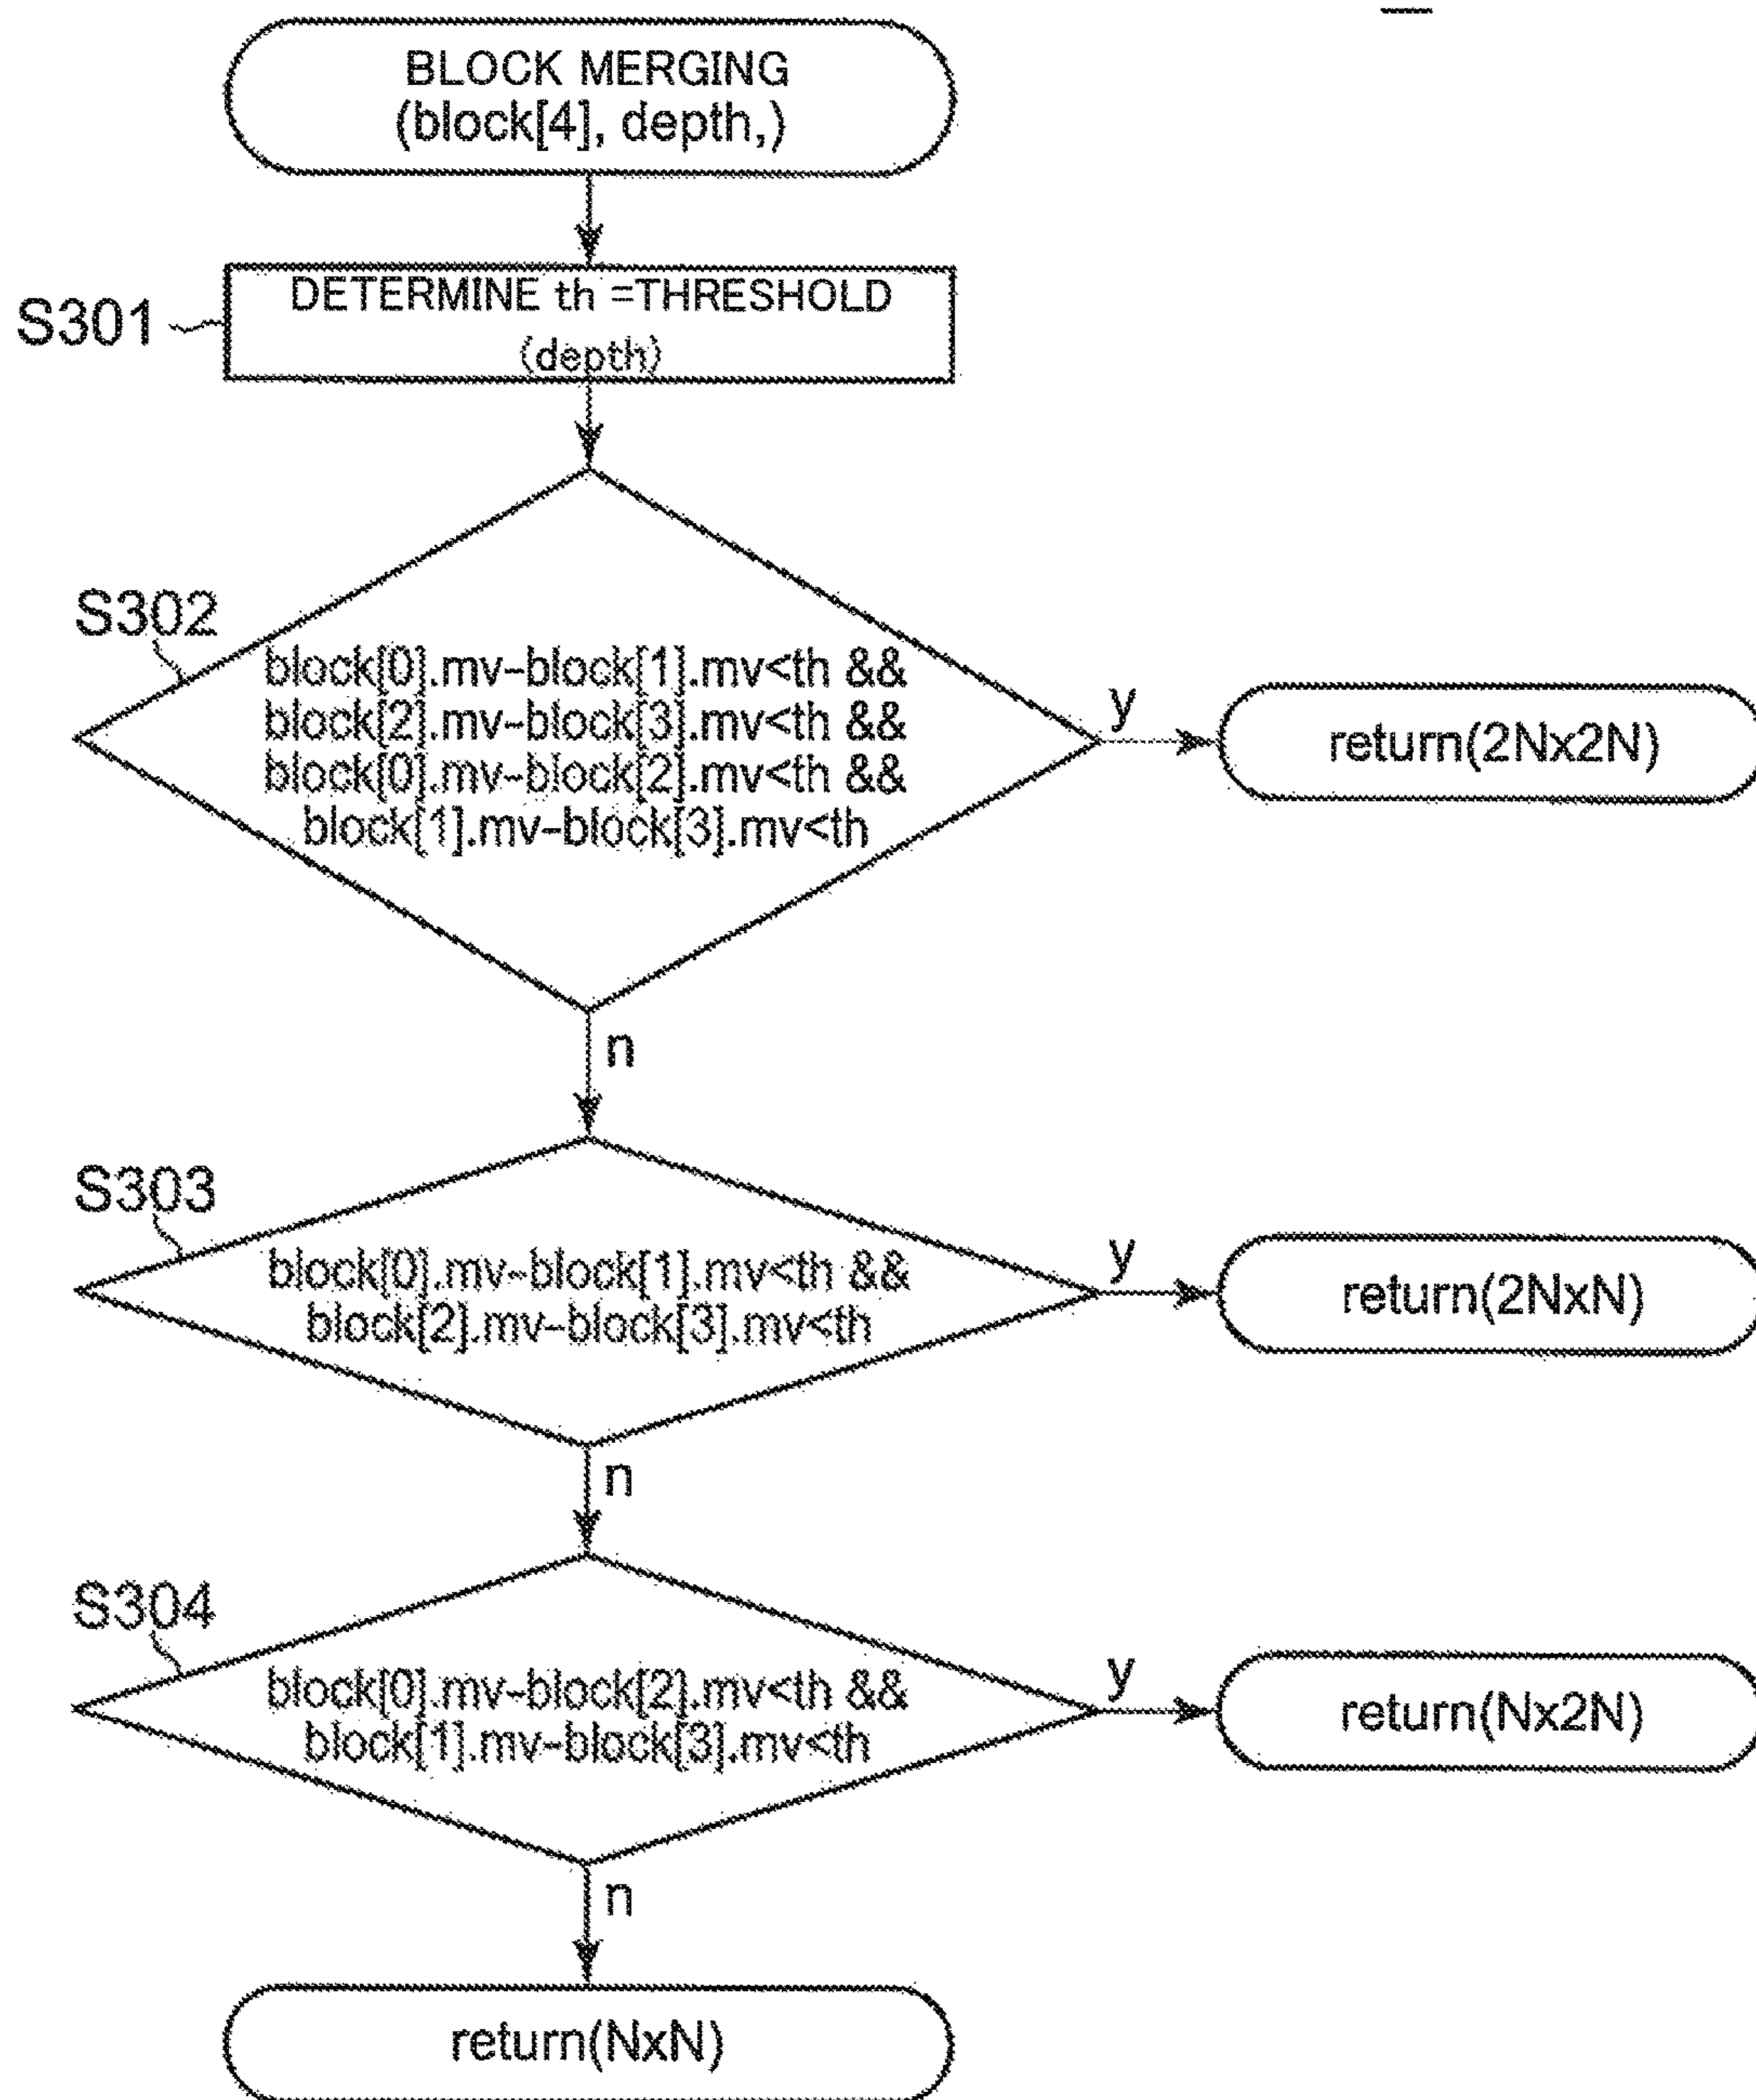 BLOCK MERGING
(block[4], depth,)
S301
DETERMINE th =THRESHOLD
(depth)
S302
block[0].mv-block[1].mv<th &&
block[2].mv-block[3].mv<th &&
block[0].mv-block[2].mv<th &&
block[1].mv-block[3].mv<th
y
return(2Nx2N)
n
S303
block[0].mv-block[1].mv<th &&
block[2].mv-block[3].mv<th
y
return(2NxN)
n
S304
block[0].mv-block[2].mv<th &&
block[1].mv-block[3].mv<th
y
return(Nx2N)
n
return(NxN)